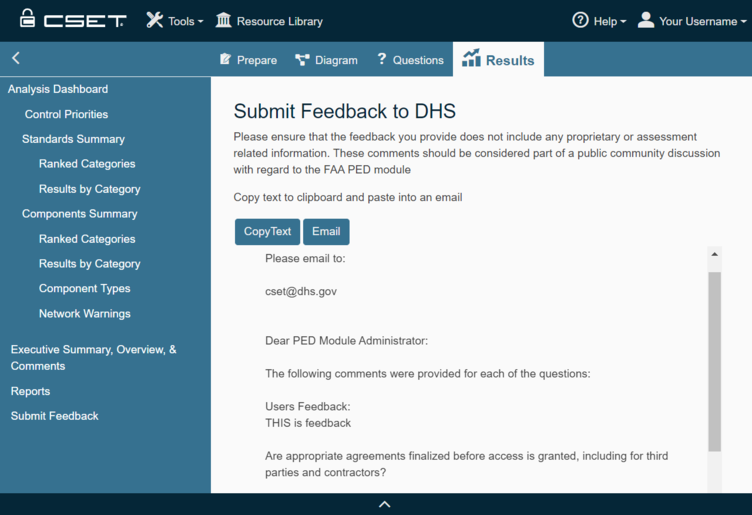 CSET Tools Resource Library Help Your Username
Prepare Diagram ? Questions Results
Analysis Dashboard
Control Priorities
Standards Summary
Ranked Categories
Results by Category
Components Summary
Ranked Categories
Results by Category
Component Types
Network Warnings
Executive Summary, Overview, &
Comments
Reports
Submit Feedback
Submit Feedback to DHS
Please ensure that the feedback you provide does not include any proprietary or assessment
related information. These comments should be considered part of a public community discussion
with regard to the FAA PED module
Copy text to clipboard and paste into an email
CopyText Email
Please email to:
cset@dhs.gov
Dear PED Module Administrator:
The following comments were provided for each of the questions:
Users Feedback:
THIS is feedback
Are appropriate agreements finalized before access is granted, including for third
parties and contractors?